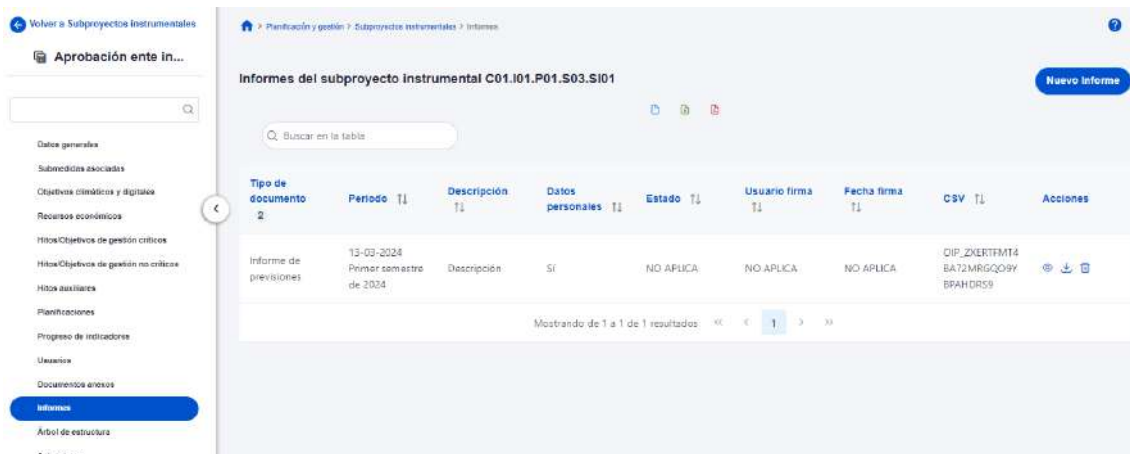 Volver a Subproyectos instrumentales
Aprobación ente in...
Datos generales
Submedidas asociadas
Objetivos climáticos y digitales
Recursos económicos
Hitos/Objetivos de gestión críticos
Hitos/Objetivos de gestión no críticos
Hitos auxiliares
Planificaciones
Progreso de indicadores
Usuarios
Documentos anexos
Informes
Árbol de estructura
> Planificación y gestión > Subproyectos instrumentales > Informes
?
Informes del subproyecto instrumental C01.I01.P01.S03.SI01
Nuevo Informe
Buscar en la tabla
Tipo de documento 2
Periodo
Descripción
Datos personales
Estado
Usuario firma
Fecha firma
CSV
Acciones
Informe de previsiones
13-03-2024
Primer semestre
de 2024
Descripción
Sí
NO APLICA
NO APLICA
NO APLICA
Mostrando de 1 a 1 de 1 resultados << < 1 > >>